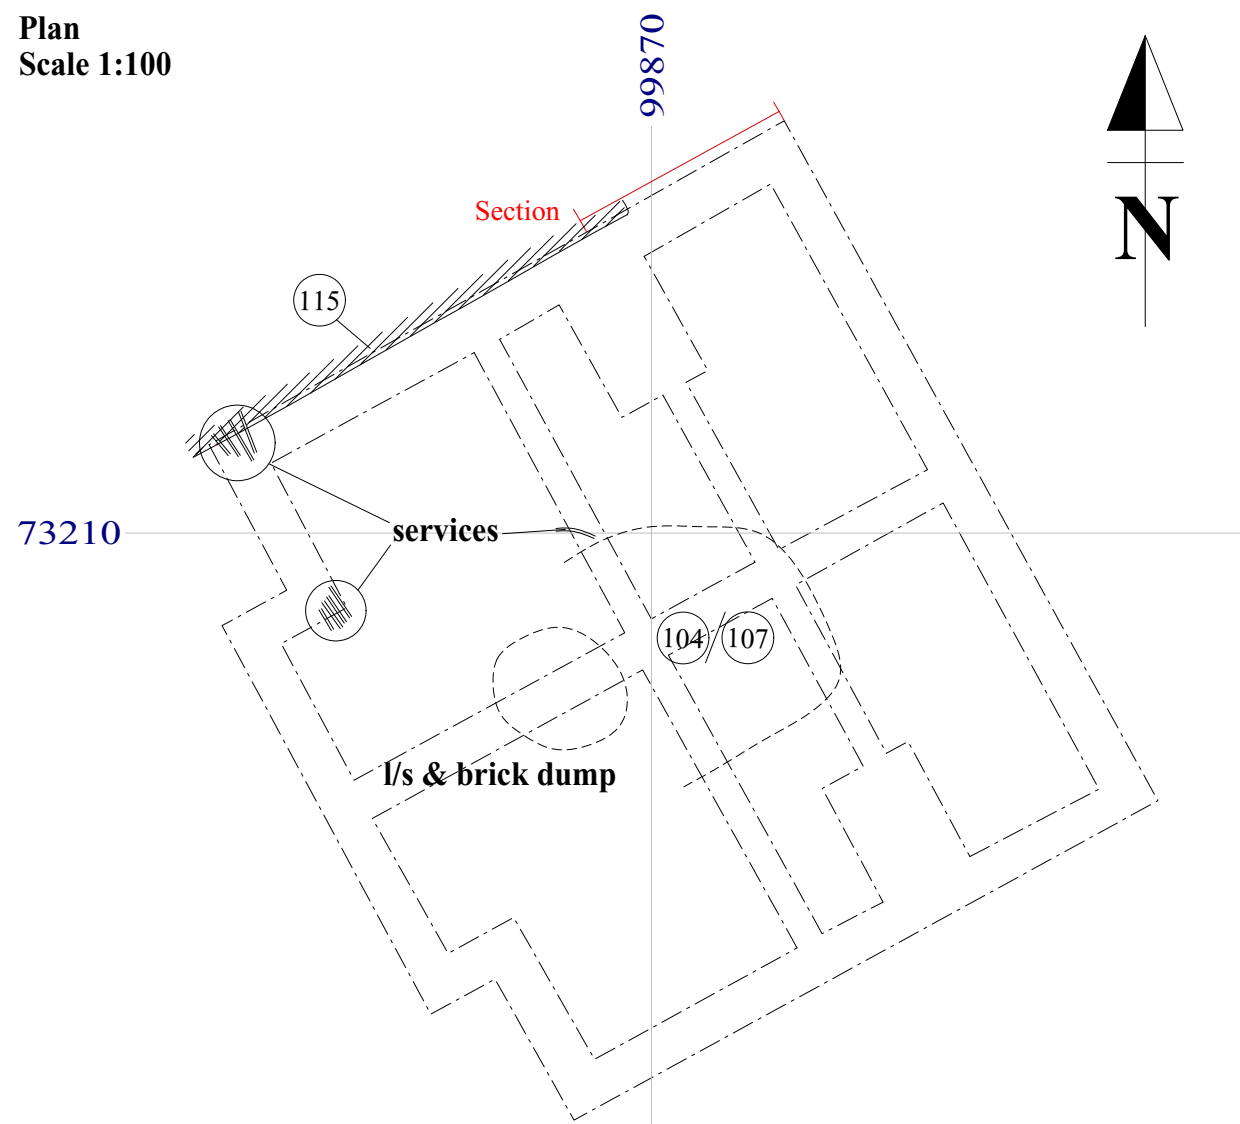 Plan
Scale 1:100
99870
N
Section
115
73210
services
104/107
l/s & brick dump